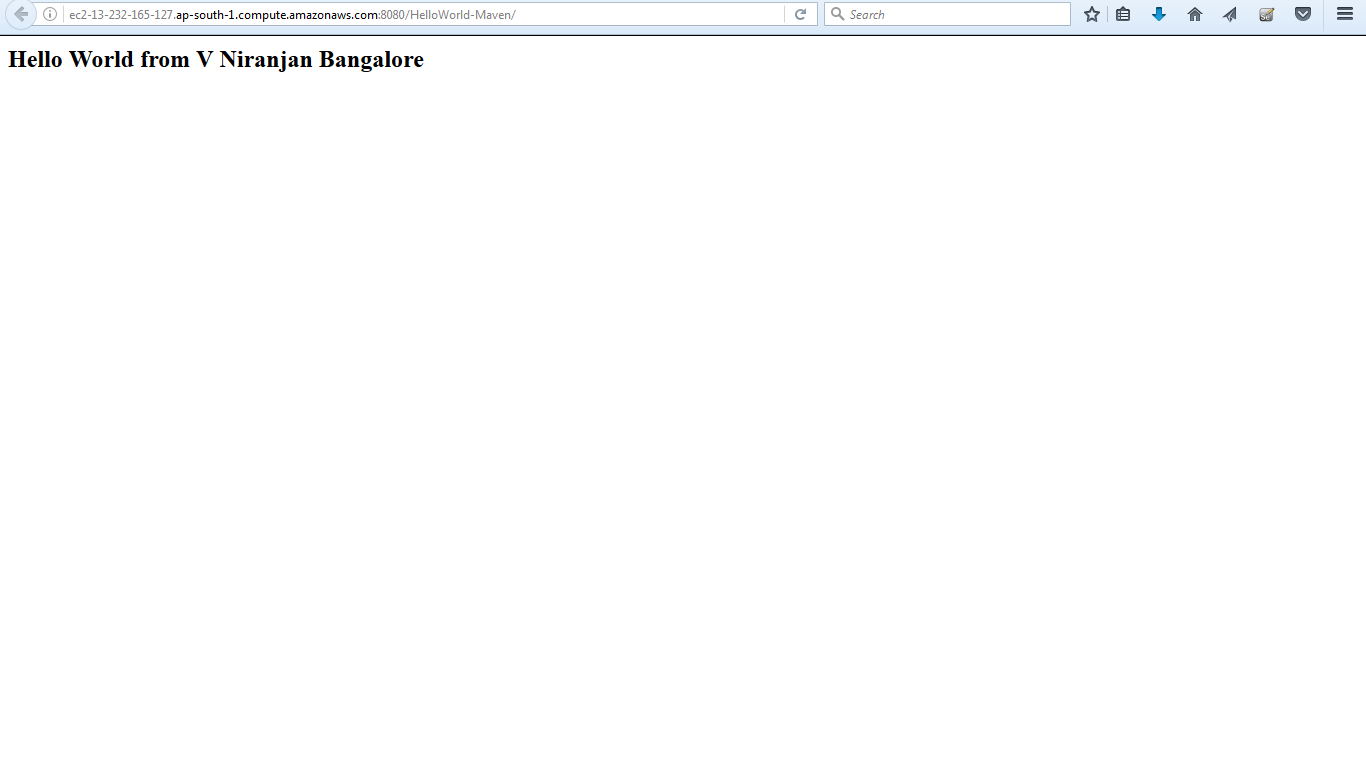 ec2-13-232-165-127.ap-south-1.compute.amazonaws.com:8080/HelloWorld-Maven/
Search
Se
Hello World from V Niranjan Bangalore